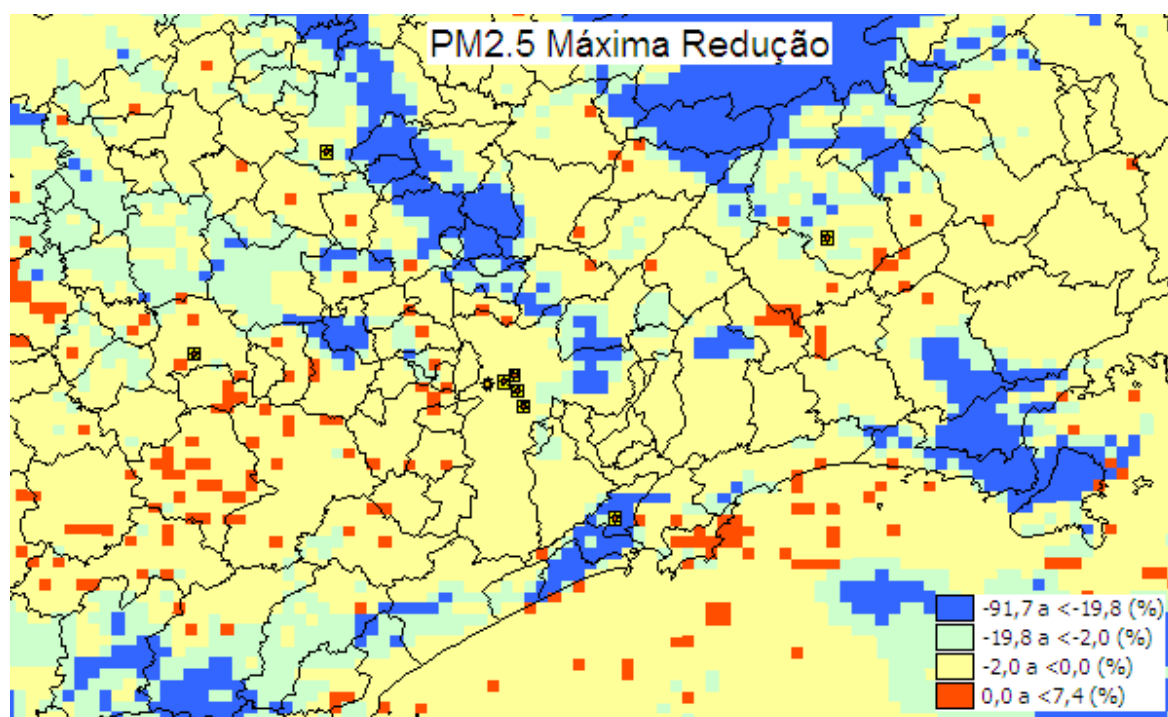 PM2.5 Máxima Redução
-91,7 a <-19,8 (%)
-19,8 a <-2,0 (%)
-2,0 a <0,0 (%)
0,0 a <7,4 (%)